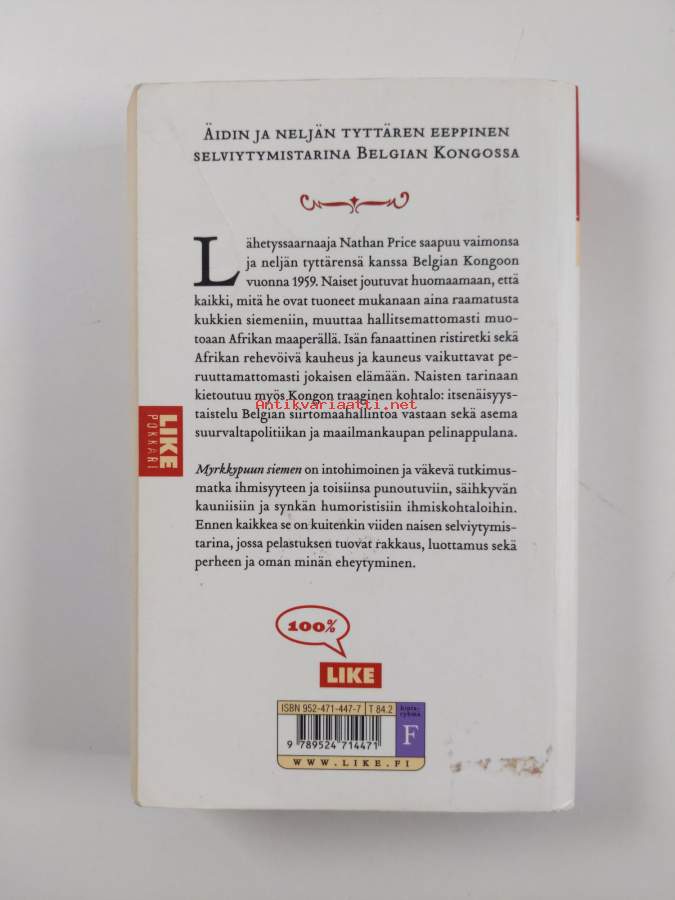 Äidin ja neljän tyttären eeppinen
selviytymistarina Belgian Kongossa
Lähetyssaarnaaja Nathan Price saapuu vaimonsa
ja neljän tyttärensä kanssa Belgian Kongoon
vuonna 1959. Naiset joutuvat huomaamaan, että
kaikki, mitä he ovat tuoneet mukanaan aina raamatusta
kukkien siemeniin, muuttaa hallitsemattomasti muo-
toaan Afrikan maaperällä. Isän fanaattinen ristiretki sekä
Afrikan rehevöivä kauheus ja kauneus vaikuttavat pe-
ruuttamattomasti jokaisen elämään. Naisten tarinaan
kietoutuu myös Kongon traaginen kohtalo: itsenäisyys-
taistelu Belgian siirtomaahallintoa vastaan sekä asema
suurvaltapolitiikan ja maailmankaupan pelinappulana.
Antikvariaatti.net
Myrkkypuun siemen on intohimoinen ja väkevä tutkimus-
matka ihmisyyteen ja toisiinsa punoutuviin, säihkyvän
kauniisiin ja synkän humoristisiin ihmiskohtaloihin.
Ennen kaikkea se on kuitenkin viiden naisen selviytymis-
tarina, jossa pelastuksen tuovat rakkaus, luottamus sekä
perheen ja oman minän eheytyminen.
LIKE
POKKARI
100%
LIKE
ISBN 952-471-447-7 T 84.2
hinta-
ryhmä
F
9 789524 714471
WWW.LIKE.FI